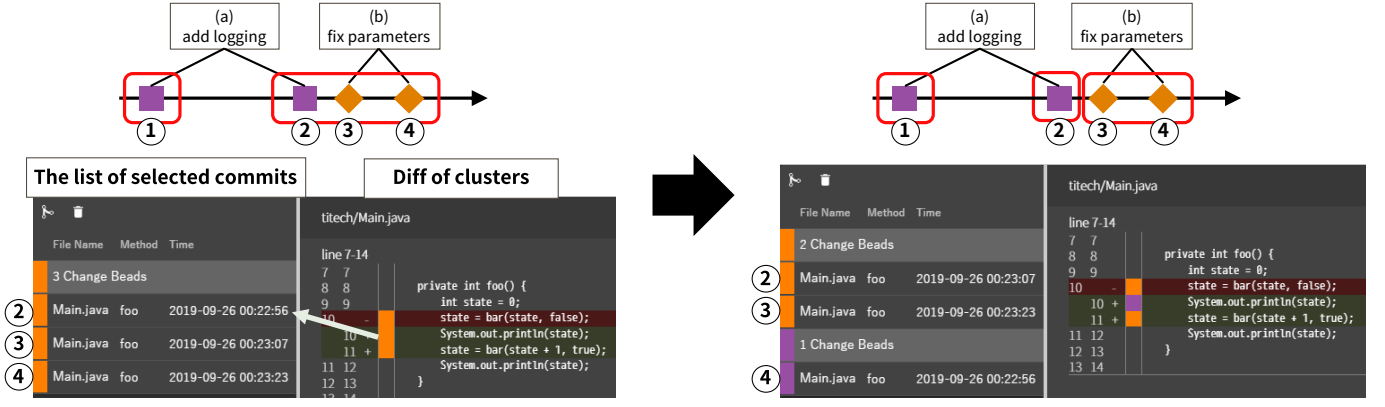 (a)
add logging
(b)
fix parameters
1
2
3
4
The list of selected commits
Diff of clusters
File Name Method Time
3 Change Beads
2 Main.java foo 2019-09-26 00:22:56
3 Main.java foo 2019-09-26 00:23:07
4 Main.java foo 2019-09-26 00:23:23
titech/Main.java
line 7-14
7 7
8 8 private int foo() {
9 9 int state = 0;
10 - state = bar(state, false);
10 + System.out.println(state);
11 + state = bar(state + 1, true);
11 12 System.out.println(state);
12 13 }
13 14
(a)
add logging
(b)
fix parameters
1
2
3
4
File Name Method Time
2 Change Beads
2 Main.java foo 2019-09-26 00:23:07
3 Main.java foo 2019-09-26 00:23:23
1 Change Beads
4 Main.java foo 2019-09-26 00:22:56
titech/Main.java
line 7-14
7 7
8 8 private int foo() {
9 9 int state = 0;
10 - state = bar(state, false);
10 + System.out.println(state);
11 + state = bar(state + 1, true);
11 12 System.out.println(state);
12 13 }
13 14